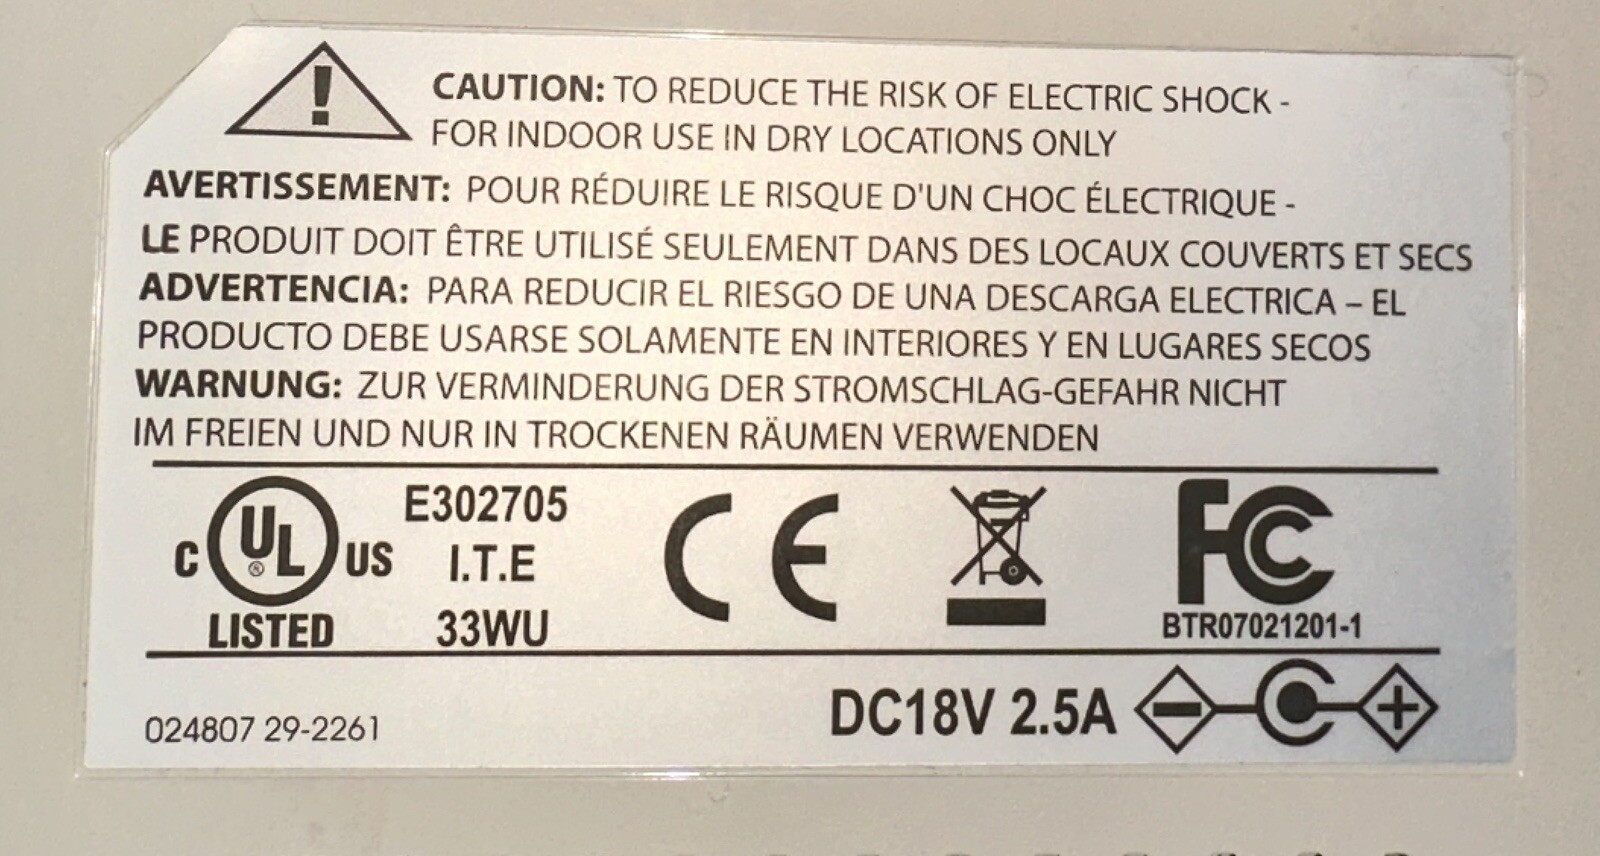 CAUTION: TO REDUCE THE RISK OF ELECTRIC SHOCK -
FOR INDOOR USE IN DRY LOCATIONS ONLY
AVERTISSEMENT: POUR RÉDUIRE LE RISQUE D'UN CHOC ÉLECTRIQUE -
LE PRODUIT DOIT ÊTRE UTILISÉ SEULEMENT DANS DES LOCAUX COUVERTS ET SECS
ADVERTENCIA: PARA REDUCIR EL RIESGO DE UNA DESCARGA ELECTRICA – EL
PRODUCTO DEBE USARSE SOLAMENTE EN INTERIORES Y EN LUGARES SECOS
WARNUNG: ZUR VERMINDERUNG DER STROMSCHLAG-GEFAHR NICHT
IM FREIEN UND NUR IN TROCKENEN RÄUMEN VERWENDEN
C UL® US
LISTED
E302705
I.T.E
33WU
CE
FC
BTR07021201-1
024807 29-2261
DC18V 2.5A